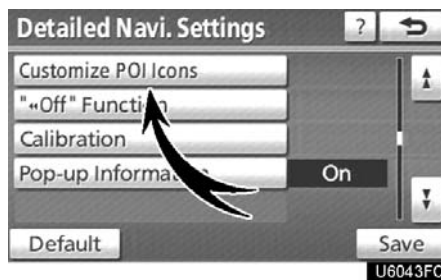 Detailed Navi. Settings ?
Customize POI Icons
"«Off" Function
Calibration
Pop-up Information On
Default Save
U6043FC